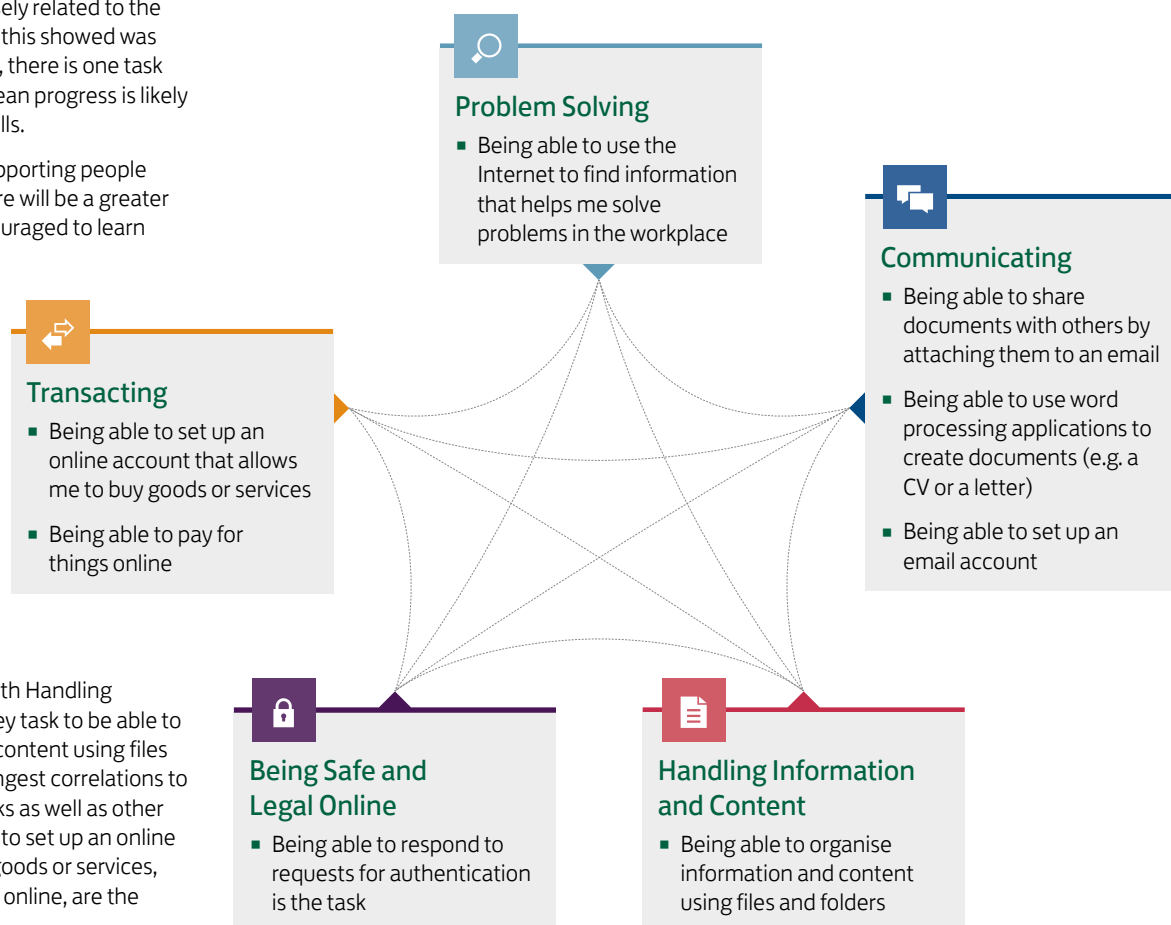 ely related to the
this showed was
, there is one task
ean progress is likely
lls.
pporting people
re will be a greater
ouraged to learn
Problem Solving
▪ Being able to use the
Internet to find information
that helps me solve
problems in the workplace
Communicating
▪ Being able to share
documents with others by
attaching them to an email
▪ Being able to use word
processing applications to
create documents (e.g. a
CV or a letter)
▪ Being able to set up an
email account
Transacting
▪ Being able to set up an
online account that allows
me to buy goods or services
▪ Being able to pay for
things online
th Handling
ey task to be able to
content using files
ngest correlations to
ks as well as other
to set up an online
goods or services,
online, are the
Being Safe and
Legal Online
▪ Being able to respond to
requests for authentication
is the task
Handling Information
and Content
▪ Being able to organise
information and content
using files and folders